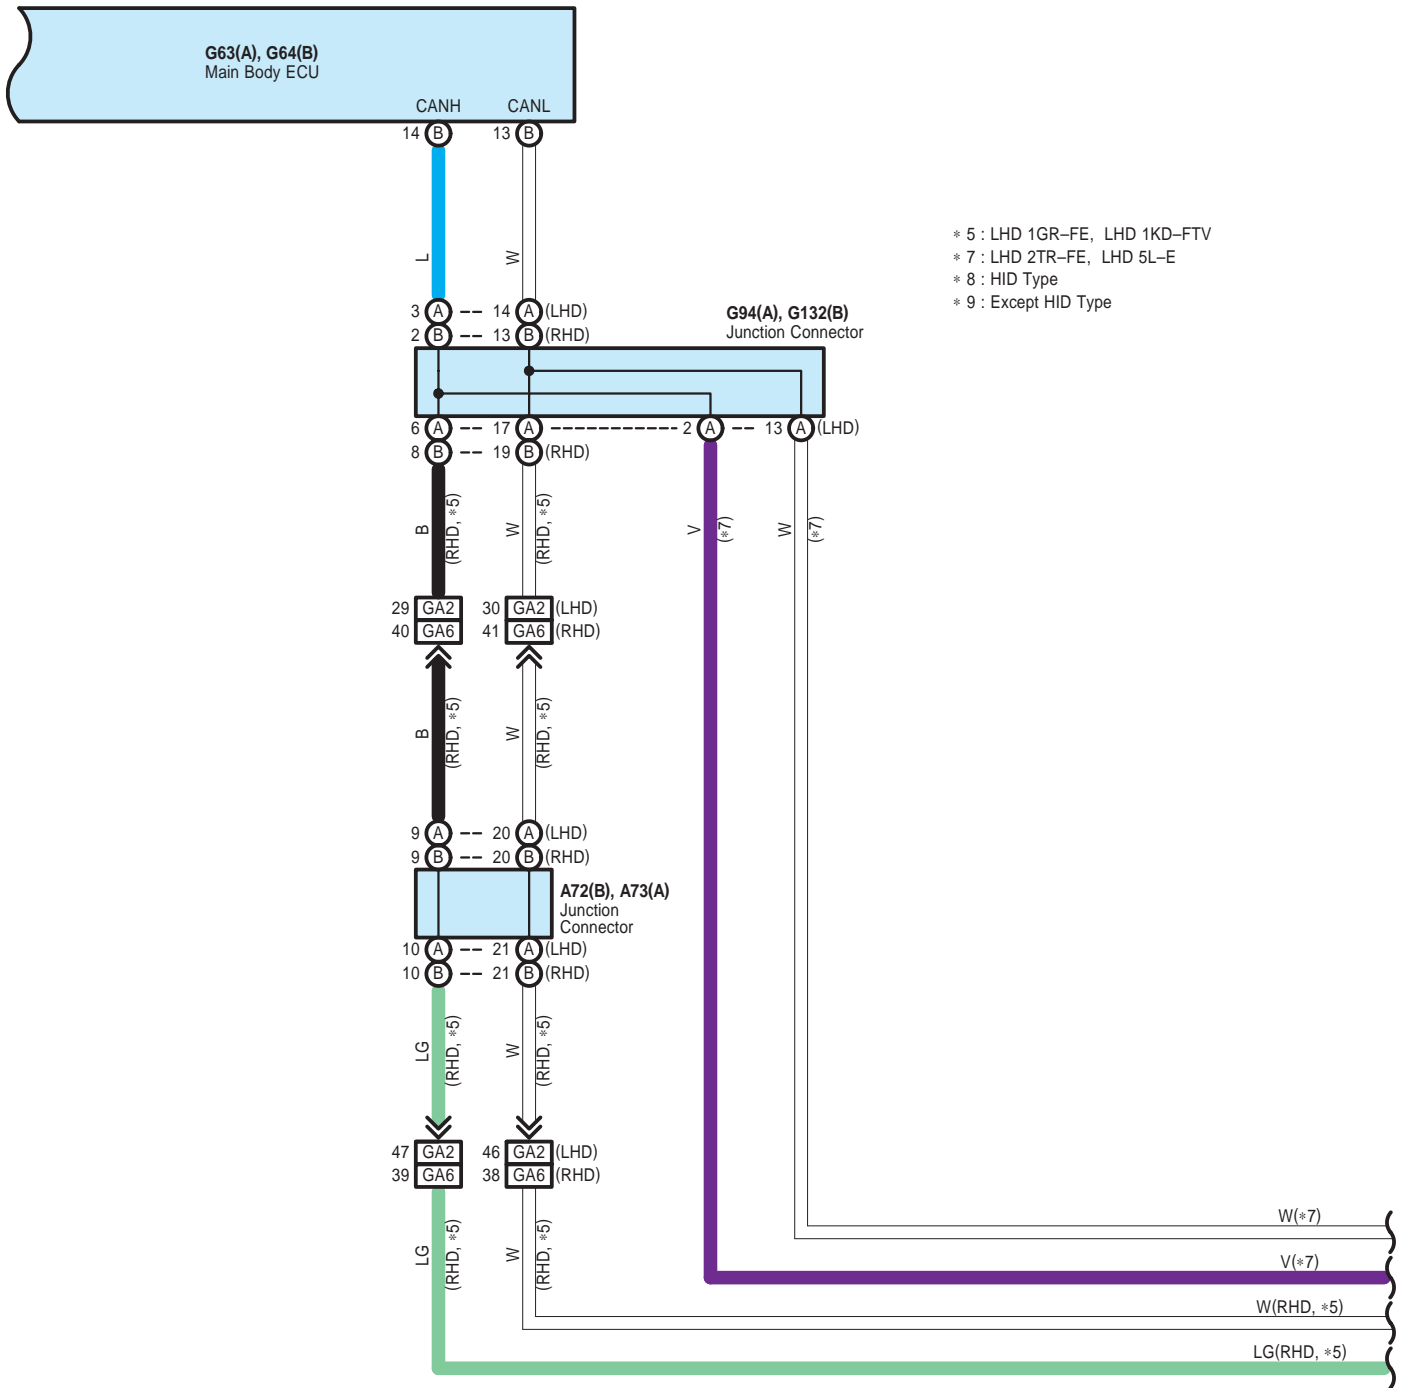 G63(A), G64(B)
Main Body ECU
CANH CANL
14 B 13 B
L W
∗ 5 : LHD 1GR–FE, LHD 1KD–FTV
∗ 7 : LHD 2TR–FE, LHD 5L–E
∗ 8 : HID Type
∗ 9 : Except HID Type
3 A 14 A (LHD)
2 B 13 B (RHD)
G94(A), G132(B)
Junction Connector
6 A 17 A 2 A 13 A (LHD)
8 B 19 B (RHD)
B (RHD, ∗5) W (RHD, ∗5) V (∗7) W (∗7)
29 GA2 30 GA2 (LHD)
40 GA6 41 GA6 (RHD)
B (RHD, ∗5) W (RHD, ∗5)
9 A 20 A (LHD)
9 B 20 B (RHD)
A72(B), A73(A)
Junction
Connector
10 A 21 A (LHD)
10 B 21 B (RHD)
LG (RHD, ∗5) W (RHD, ∗5)
47 GA2 46 GA2 (LHD)
39 GA6 38 GA6 (RHD)
LG (RHD, ∗5) W (RHD, ∗5)
W(∗7)
V(∗7)
W(RHD, ∗5)
LG(RHD, ∗5)